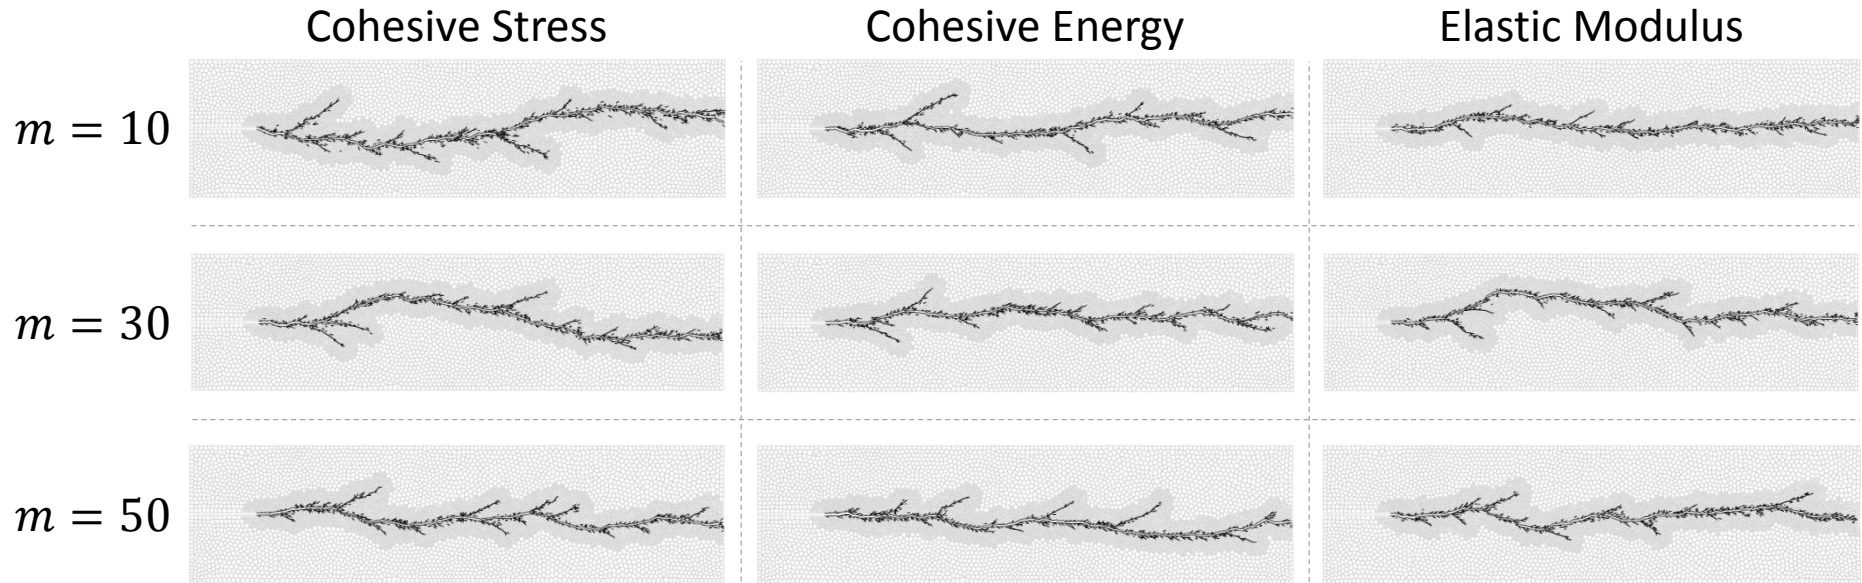 Cohesive Stress Cohesive Energy Elastic Modulus
m = 10
m = 30
m = 50